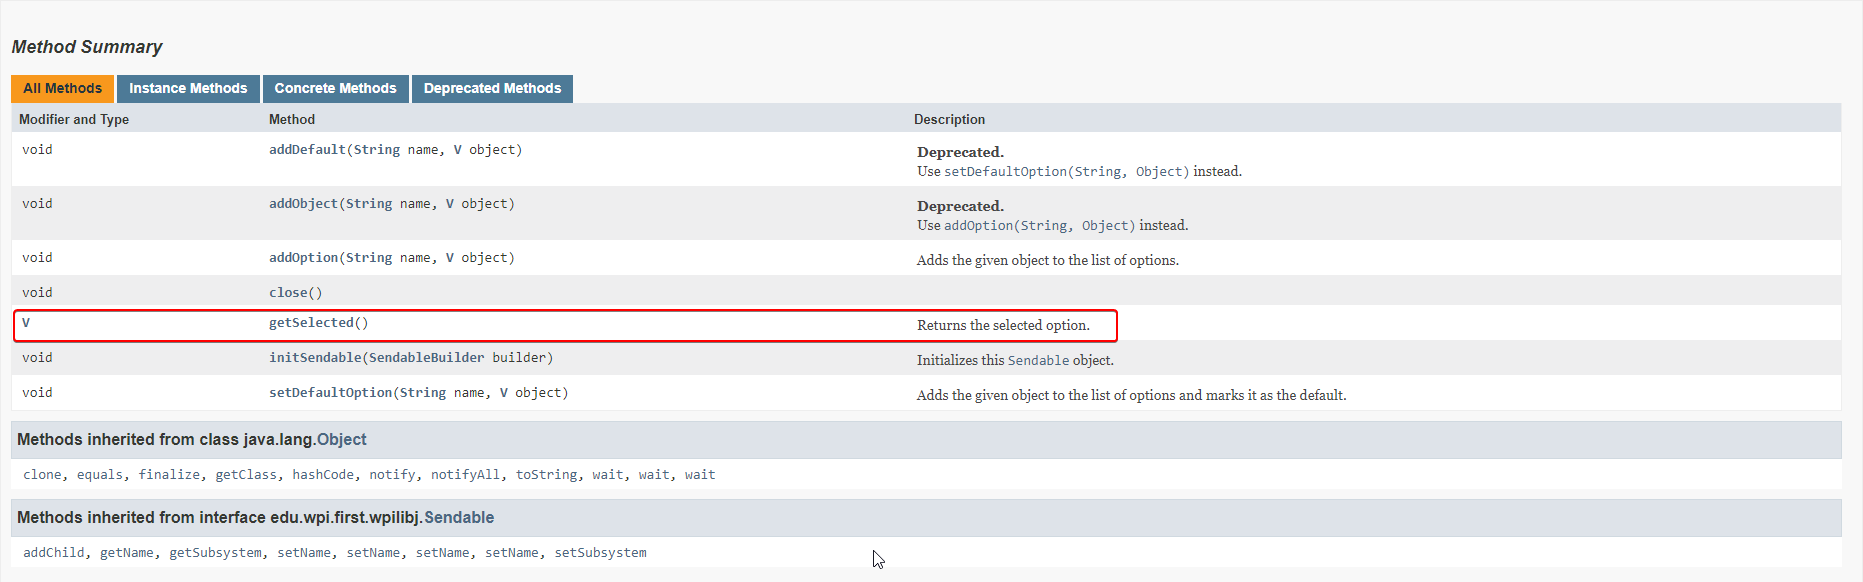 Method Summary
All Methods Instance Methods Concrete Methods Deprecated Methods
Modifier and Type Method Description
void addDefault(String name, V object) Deprecated.
Use setDefaultOption(String, Object) instead.
void addObject(String name, V object) Deprecated.
Use addOption(String, Object) instead.
void addOption(String name, V object) Adds the given object to the list of options.
void close()
V getSelected() Returns the selected option.
void initSendable(SendableBuilder builder) Initializes this Sendable object.
void setDefaultOption(String name, V object) Adds the given object to the list of options and marks it as the default.
Methods inherited from class java.lang.Object
clone, equals, finalize, getClass, hashCode, notify, notifyAll, toString, wait, wait, wait
Methods inherited from interface edu.wpi.first.wpilibj.Sendable
addChild, getName, getSubsystem, setName, setName, setName, setName, setSubsystem